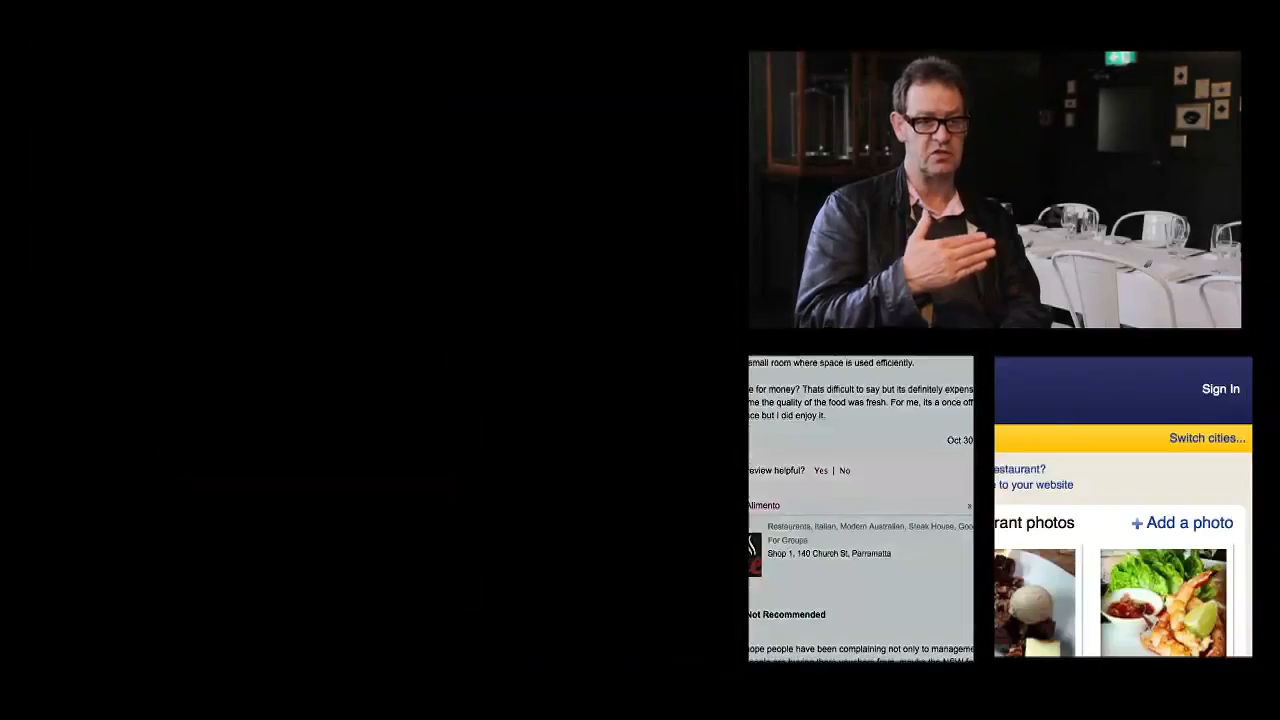 small room where space is used efficiently.
e for money? Thats difficult to say but its definitely expens
me the quality of the food was fresh. For me, its a once off
ce but I did enjoy it.
Oct 30
eview helpful? Yes | No
Alimento »
Restaurants, Italian, Modern Australian, Steak House, Goo
For Groups
Shop 1, 140 Church St, Parramatta
Not Recommended
ope people have been complaining not only to manageme
Sign In
Switch cities...
estaurant?
to your website
rant photos
+ Add a photo